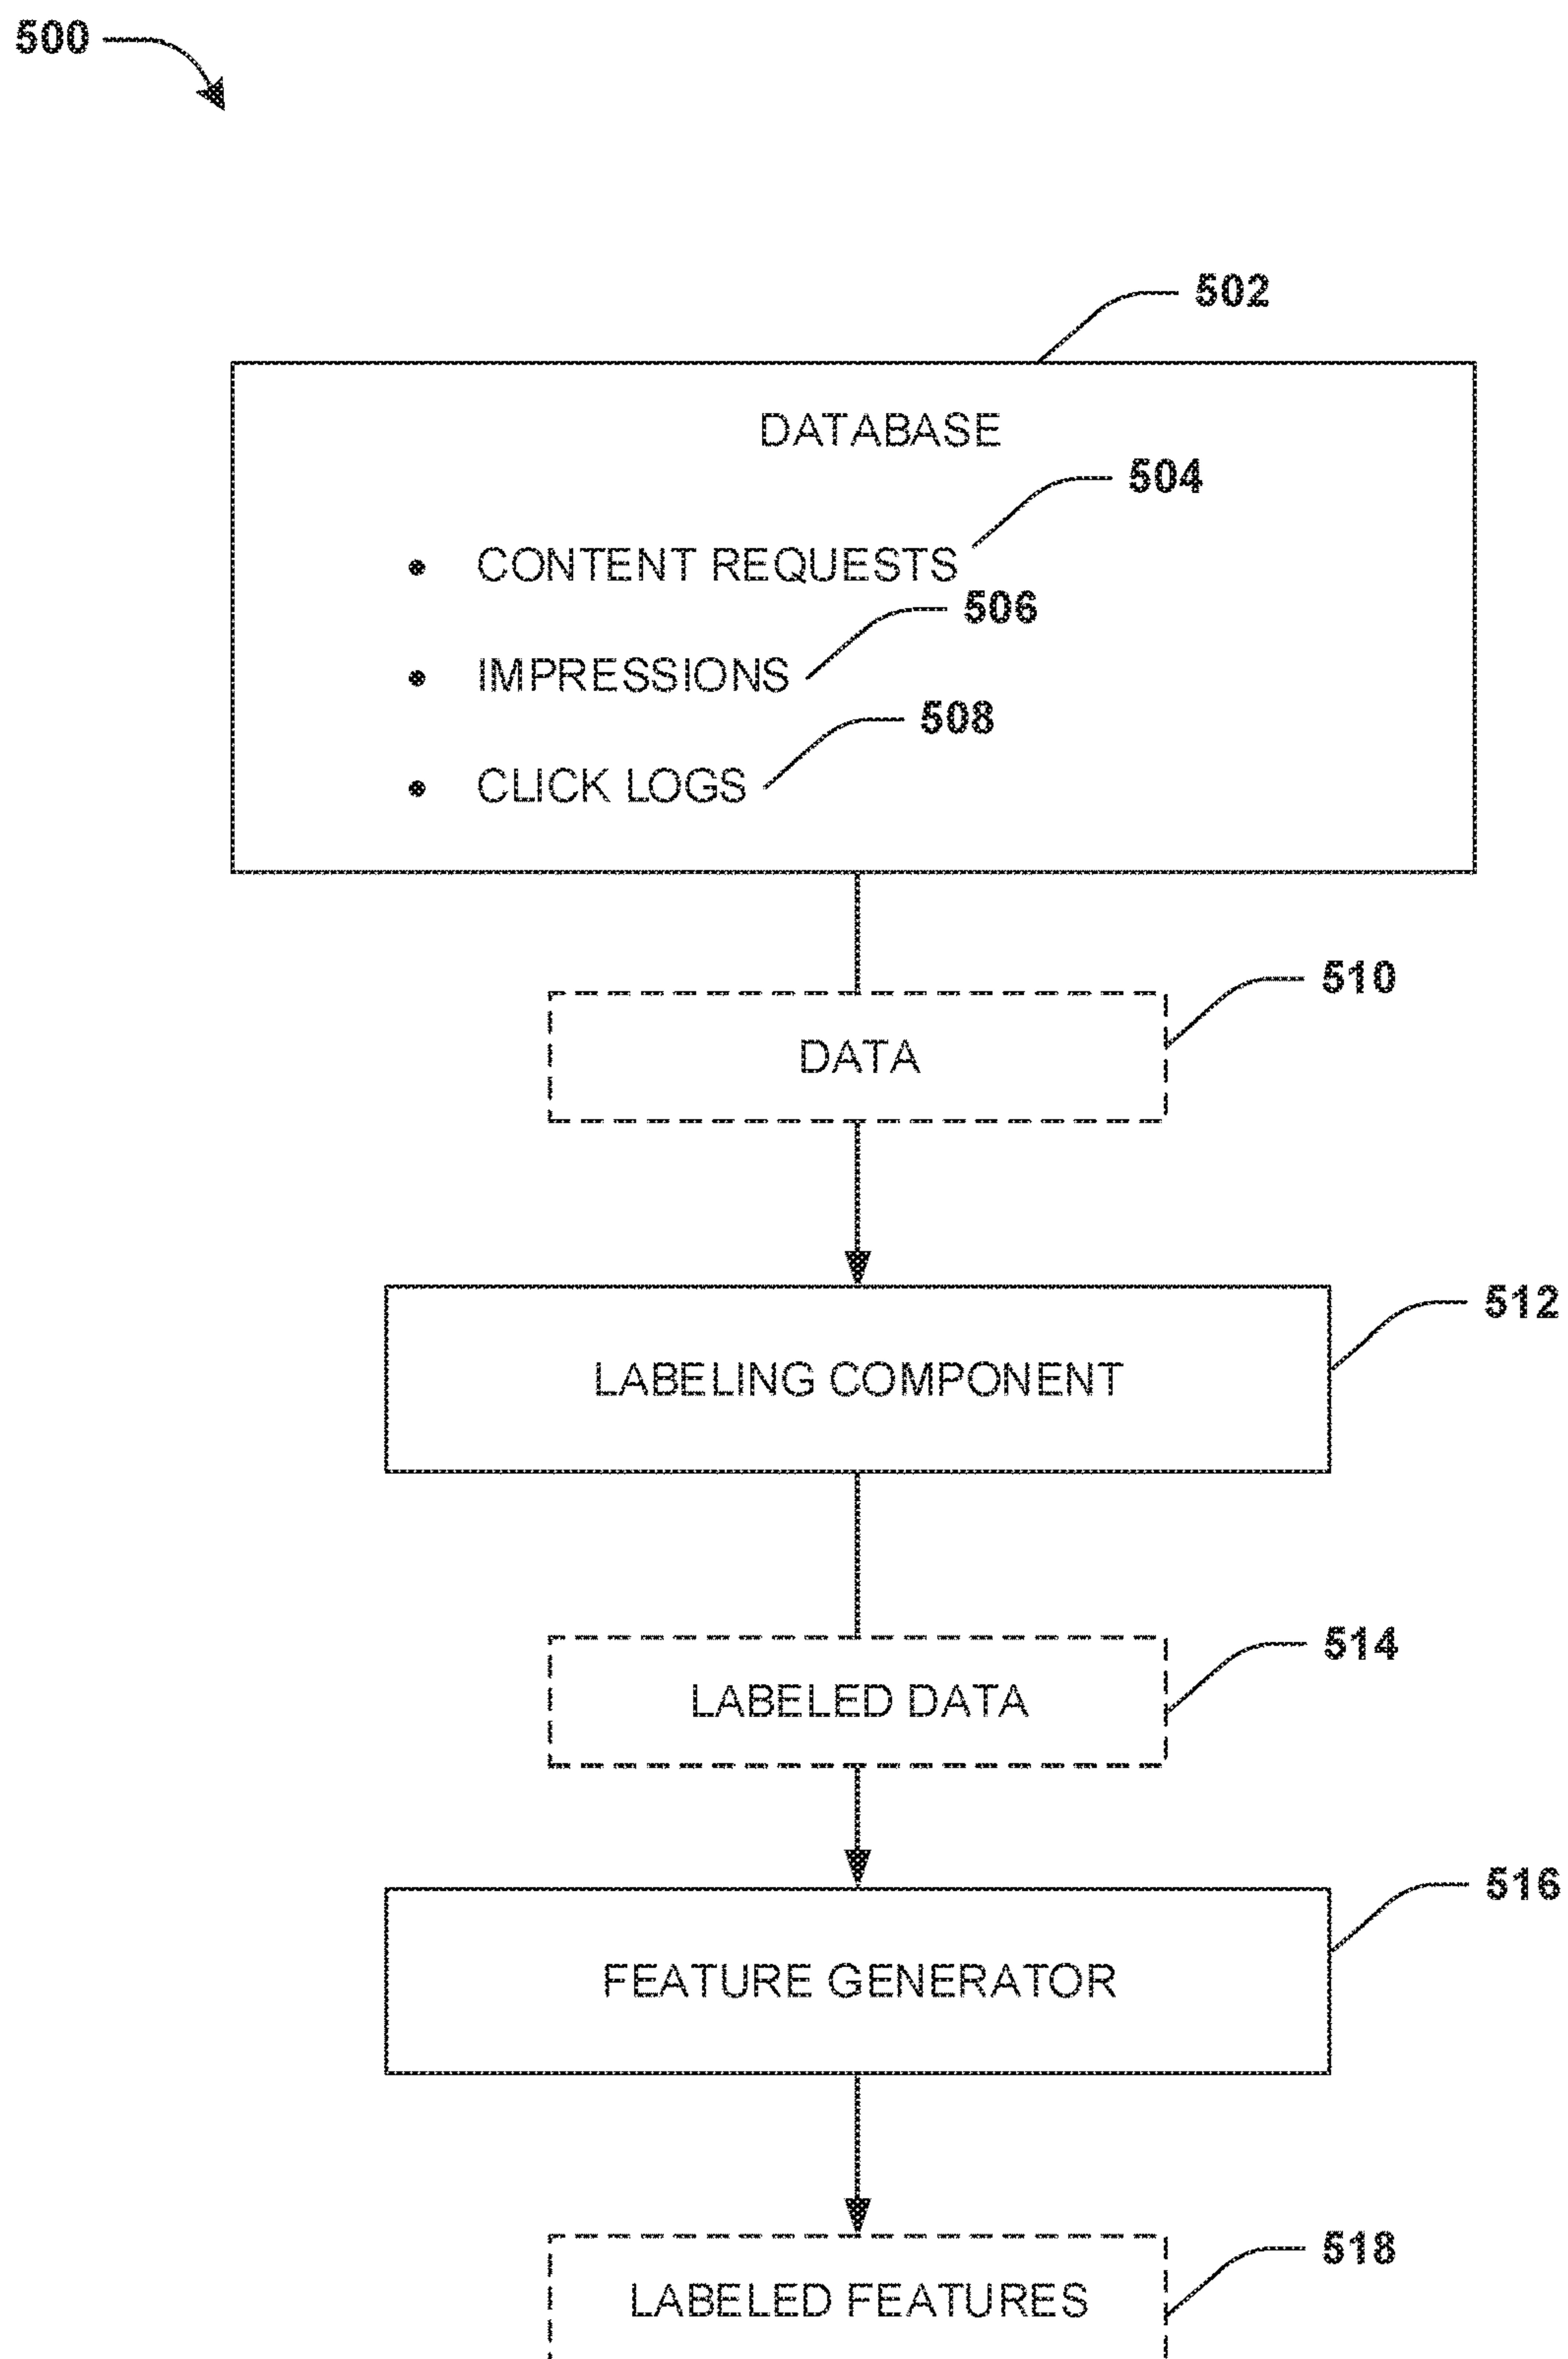 500
502
DATABASE
504
• CONTENT REQUESTS
506
• IMPRESSIONS
508
• CLICK LOGS
510
DATA
512
LABELING COMPONENT
514
LABELED DATA
516
FEATURE GENERATOR
518
LABELED FEATURES